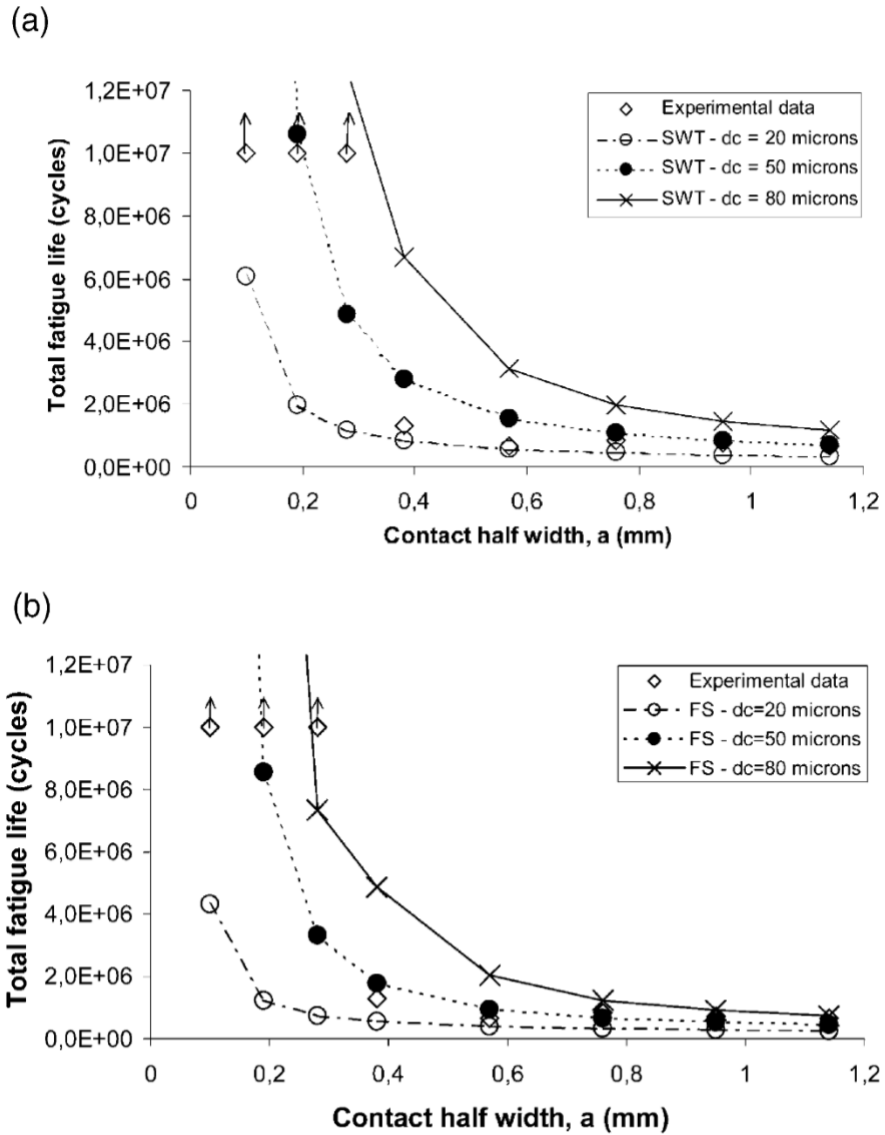 (a)
1,2E+07
1,0E+07
8,0E+06
6,0E+06
4,0E+06
2,0E+06
0,0E+00
Total fatigue life (cycles)
0
0,2
0,4
0,6
0,8
1
1,2
Contact half width, a (mm)
Experimental data
SWT - dc = 20 microns
SWT - dc = 50 microns
SWT - dc = 80 microns
(b)
1,2E+07
1,0E+07
8,0E+06
6,0E+06
4,0E+06
2,0E+06
0,0E+00
Total fatigue life (cycles)
0
0,2
0,4
0,6
0,8
1
1,2
Contact half width, a (mm)
Experimental data
FS - dc=20 microns
FS - dc=50 microns
FS - dc=80 microns